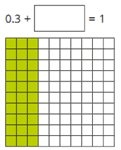 0.3 + = 1